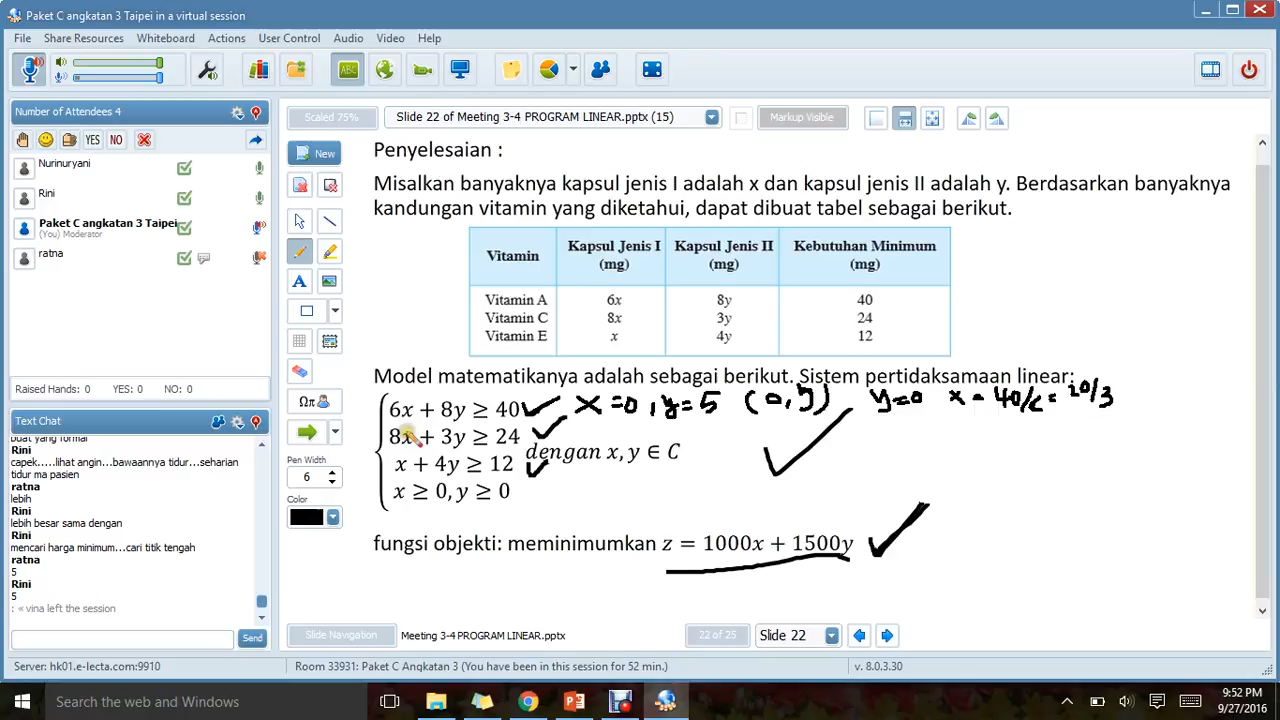 Paket C angkatan 3 Taipei in a virtual session
File Share Resources Whiteboard Actions User Control Audio Video Help
ABC
Number of Attendees 4
YES NO
Nurinuryani
Rini
Paket C angkatan 3 Taipei
(You) Moderator
ratna
Raised Hands: 0 YES: 0 NO: 0
Text Chat
buat yang formal
Rini
capek.....lihat angin...bawaannya tidur...seharian
tidur ma pasien
ratna
lebih
Rini
lebih besar sama dengan
Rini
mencari harga minimum...cari titik tengah
ratna
5
Rini
5
: « vina left the session
Send
Scaled 75%
Slide 22 of Meeting 3-4 PROGRAM LINEAR.pptx (15)
Markup Visible
New
A
Ωπ
Pen Width
6
Color
Penyelesaian :
Misalkan banyaknya kapsul jenis I adalah x dan kapsul jenis II adalah y. Berdasarkan banyaknya
kandungan vitamin yang diketahui, dapat dibuat tabel sebagai berikut.
Vitamin Kapsul Jenis I (mg) Kapsul Jenis II (mg) Kebutuhan Minimum (mg)
Vitamin A 6x 8y 40
Vitamin C 8x 3y 24
Vitamin E x 4y 12
Model matematikanya adalah sebagai berikut. Sistem pertidaksamaan linear:
6x + 8y ≥ 40 x = 0, y = 5 (0,y) y = 0 x = 40/6 = 20/3
8x + 3y ≥ 24
dengan x, y ∈ C
x + 4y ≥ 12
x ≥ 0, y ≥ 0
fungsi objekti: meminimumkan z = 1000x + 1500y
Slide Navigation
Meeting 3-4 PROGRAM LINEAR.pptx
22 of 25
Slide 22
Server: hk01.e-lecta.com:9910
Room 33931: Paket C Angkatan 3 (You have been in this session for 52 min.)
v. 8.0.3.30
Search the web and Windows
9:52 PM
9/27/2016